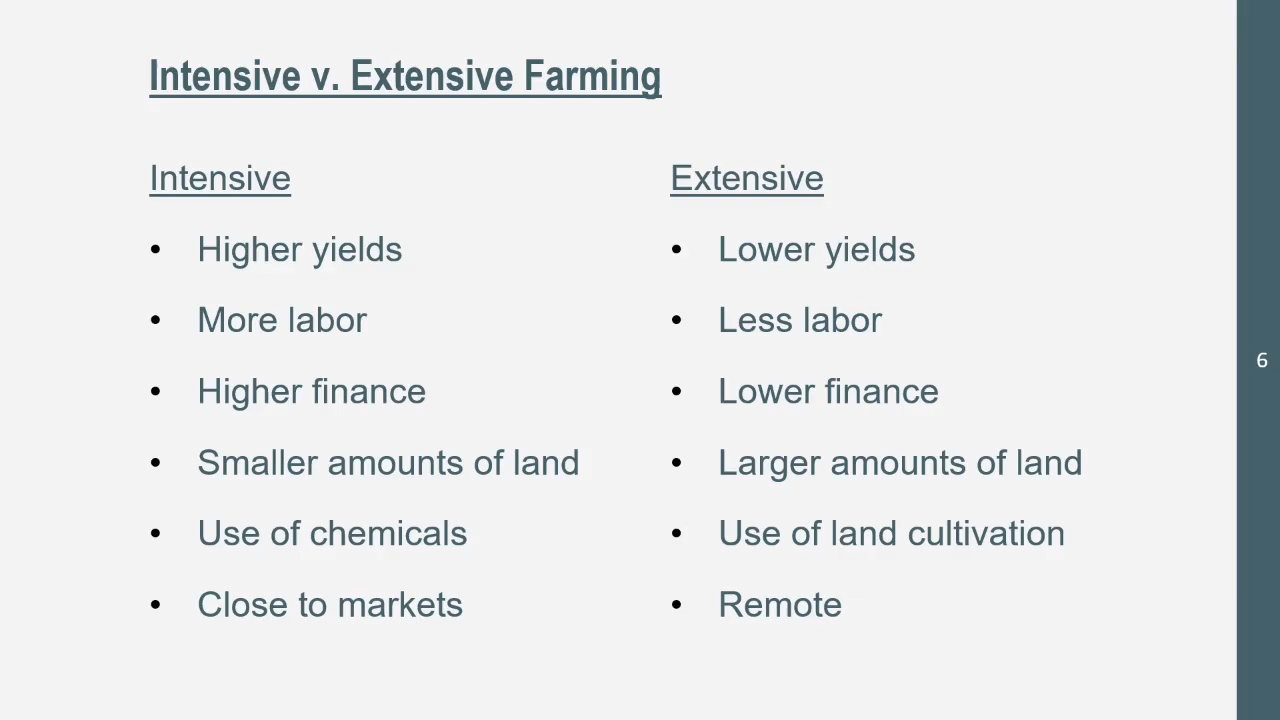 Intensive v. Extensive Farming
Intensive
• Higher yields
• More labor
• Higher finance
• Smaller amounts of land
• Use of chemicals
• Close to markets
Extensive
• Lower yields
• Less labor
• Lower finance
• Larger amounts of land
• Use of land cultivation
• Remote
6